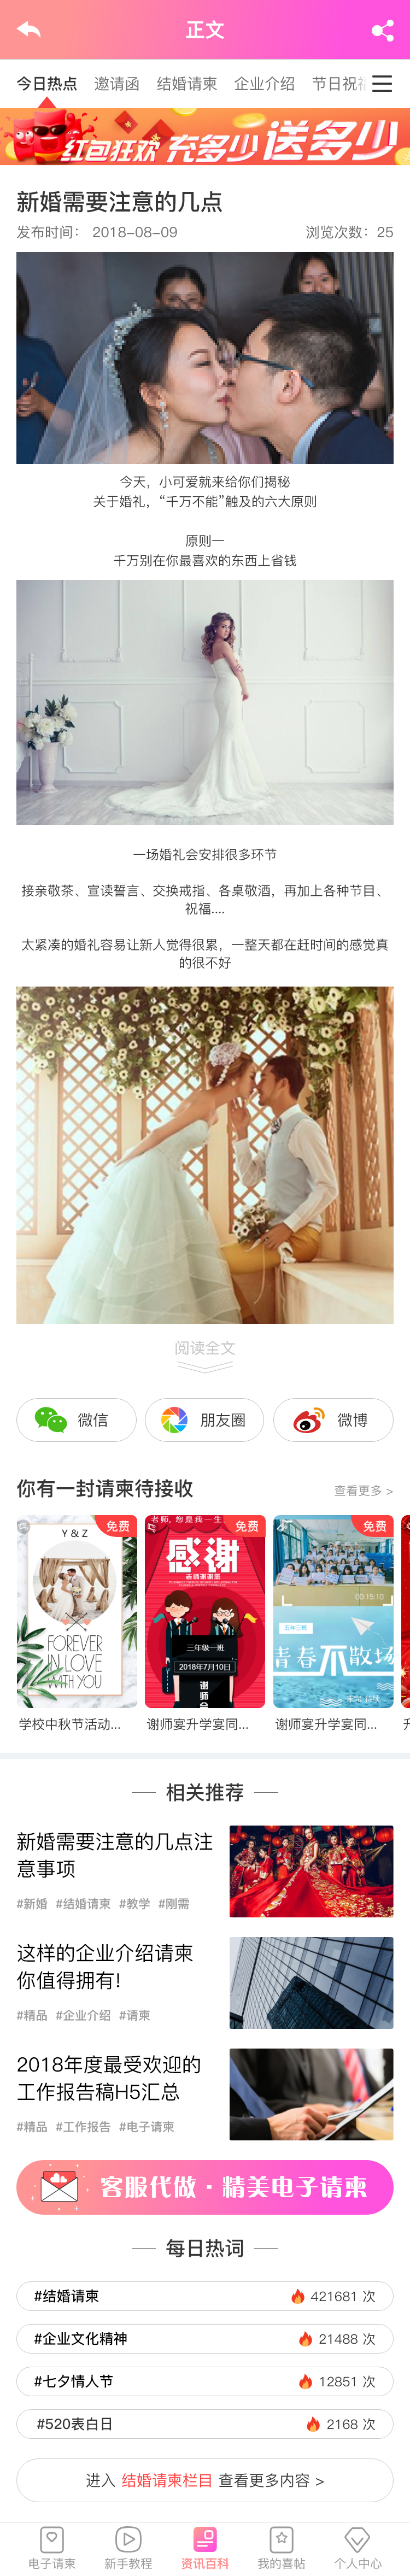 正文
今日热点 邀请函 结婚请柬 企业介绍 节日祝
红包狂欢 充多少送多少
新婚需要注意的几点
发布时间： 2018-08-09 浏览次数：25
今天，小可爱就来给你们揭秘
关于婚礼，“千万不能”触及的六大原则
原则一
千万别在你最喜欢的东西上省钱
一场婚礼会安排很多环节
接亲敬茶、宣读誓言、交换戒指、各桌敬酒，再加上各种节目、
祝福....
太紧凑的婚礼容易让新人觉得很累，一整天都在赶时间的感觉真
的很不好
阅读全文
微信 朋友圈 微博
你有一封请柬待接收 查看更多 >
免费 免费 免费
Y & Z
FOREVER
IN LOVE
WITH YOU
老师，您是我一生
感谢
三年级一班
2018年7月10日
谢师会
00:15:10
五年三班
青春不散场
学校中秋节活动... 谢师宴升学宴同... 谢师宴升学宴同...
相关推荐
新婚需要注意的几点注
意事项
#新婚 #结婚请柬 #教学 #刚需
这样的企业介绍请柬
你值得拥有!
#精品 #企业介绍 #请柬
2018年度最受欢迎的
工作报告稿H5汇总
#精品 #工作报告 #电子请柬
客服代做·精美电子请柬
每日热词
#结婚请柬 421681 次
#企业文化精神 21488 次
#七夕情人节 12851 次
#520表白日 2168 次
进入 结婚请柬栏目 查看更多内容 >
电子请柬 新手教程 资讯百科 我的喜帖 个人中心